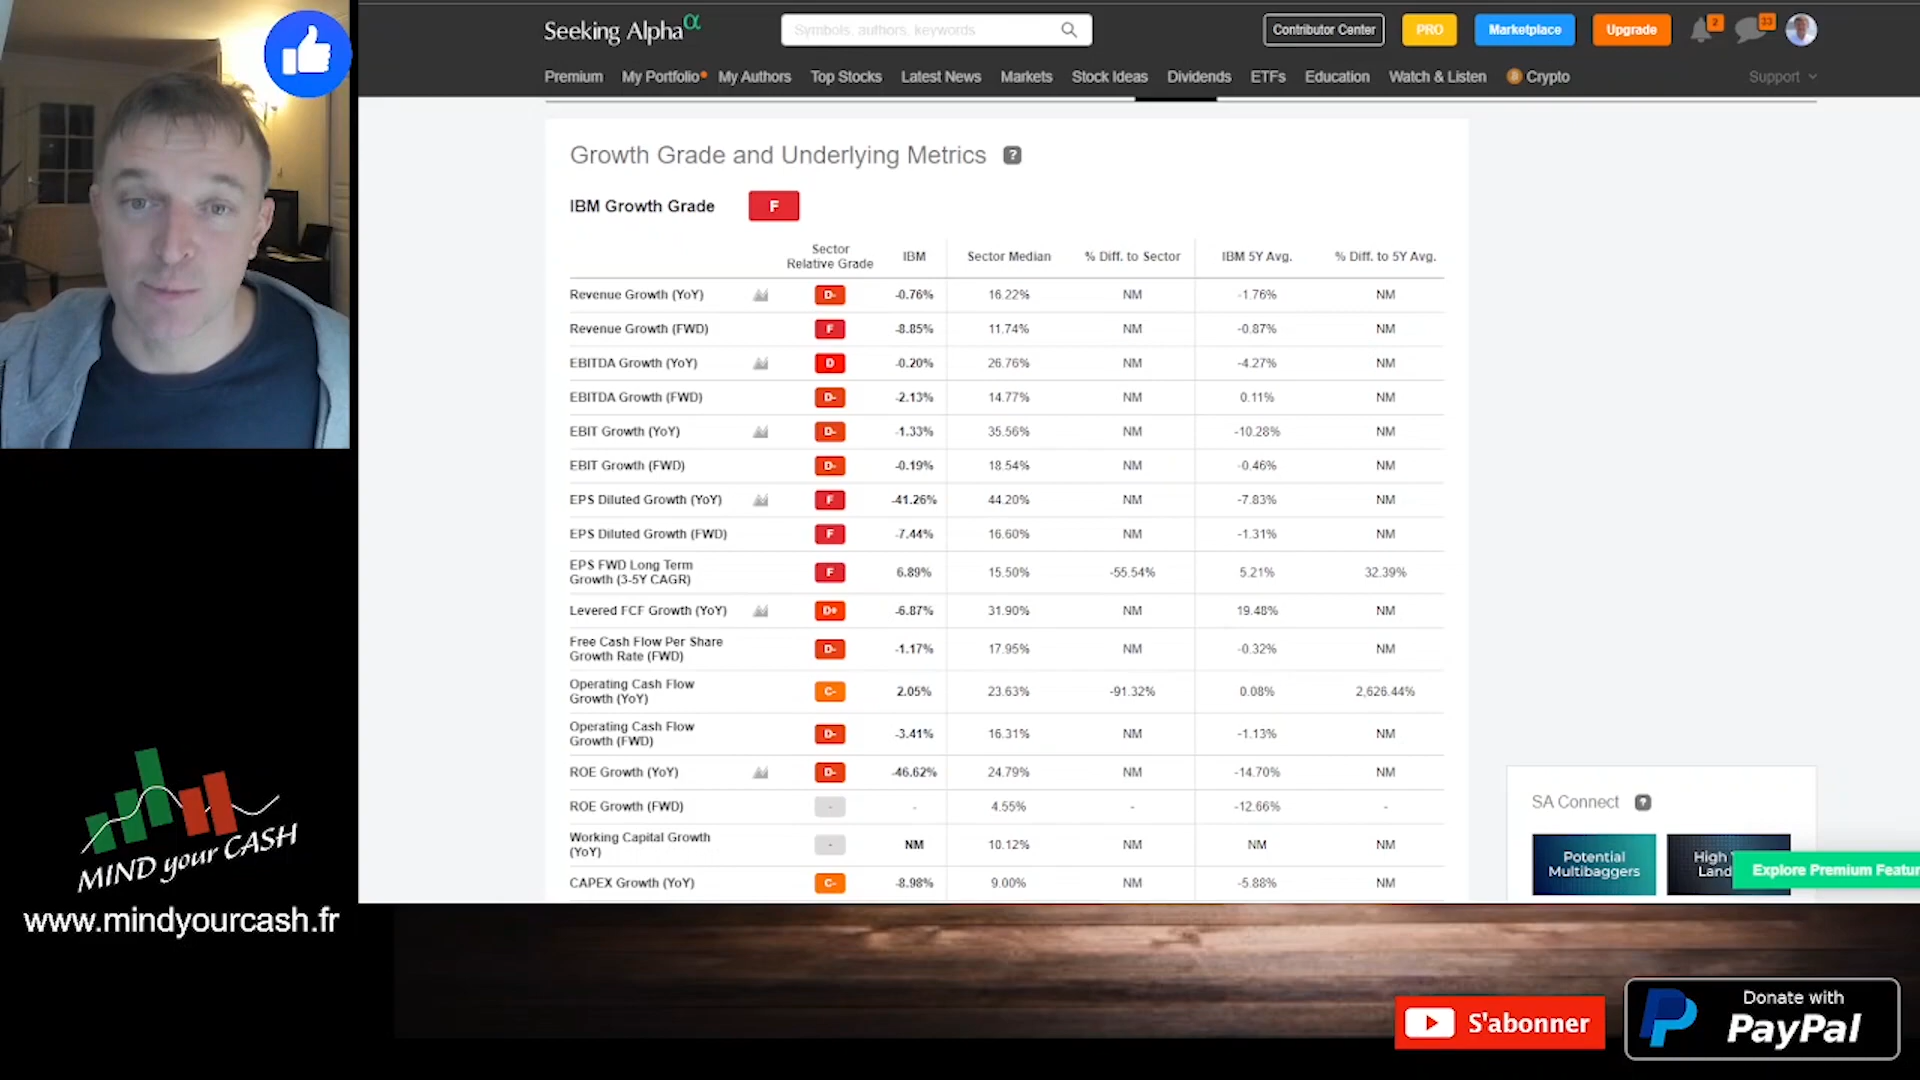 Seeking Alpha α
Symbols, authors, keywords
Contributor Center
PRO
Marketplace
Upgrade
2
33
Premium My Portfolio My Authors Top Stocks Latest News Markets Stock Ideas Dividends ETFs Education Watch & Listen Crypto Support
Growth Grade and Underlying Metrics ?
IBM Growth Grade F
Sector Relative Grade IBM Sector Median % Diff. to Sector IBM 5Y Avg. % Diff. to 5Y Avg.
Revenue Growth (YoY) D- -0.76% 16.22% NM -1.76% NM
Revenue Growth (FWD) F -8.85% 11.74% NM -0.87% NM
EBITDA Growth (YoY) D -0.20% 26.76% NM -4.27% NM
EBITDA Growth (FWD) D- -2.13% 14.77% NM 0.11% NM
EBIT Growth (YoY) D- -1.33% 35.56% NM -10.28% NM
EBIT Growth (FWD) D- -0.19% 18.54% NM -0.46% NM
EPS Diluted Growth (YoY) F -41.26% 44.20% NM -7.83% NM
EPS Diluted Growth (FWD) F -7.44% 16.60% NM -1.31% NM
EPS FWD Long Term
Growth (3-5Y CAGR) F 6.89% 15.50% -55.54% 5.21% 32.39%
Levered FCF Growth (YoY) D+ -6.87% 31.90% NM 19.48% NM
Free Cash Flow Per Share
Growth Rate (FWD) D- -1.17% 17.95% NM -0.32% NM
Operating Cash Flow
Growth (YoY) C- 2.05% 23.63% -91.32% 0.08% 2,626.44%
Operating Cash Flow
Growth (FWD) D- -3.41% 16.31% NM -1.13% NM
ROE Growth (YoY) D- -46.62% 24.79% NM -14.70% NM
ROE Growth (FWD) - - 4.55% - -12.66% -
Working Capital Growth
(YoY) - NM 10.12% NM NM NM
CAPEX Growth (YoY) C- -8.98% 9.00% NM -5.88% NM
SA Connect ?
Potential
Multibaggers
High
Land
Explore Premium Featur
MIND your CASH
www.mindyourcash.fr
S'abonner
Donate with
PayPal